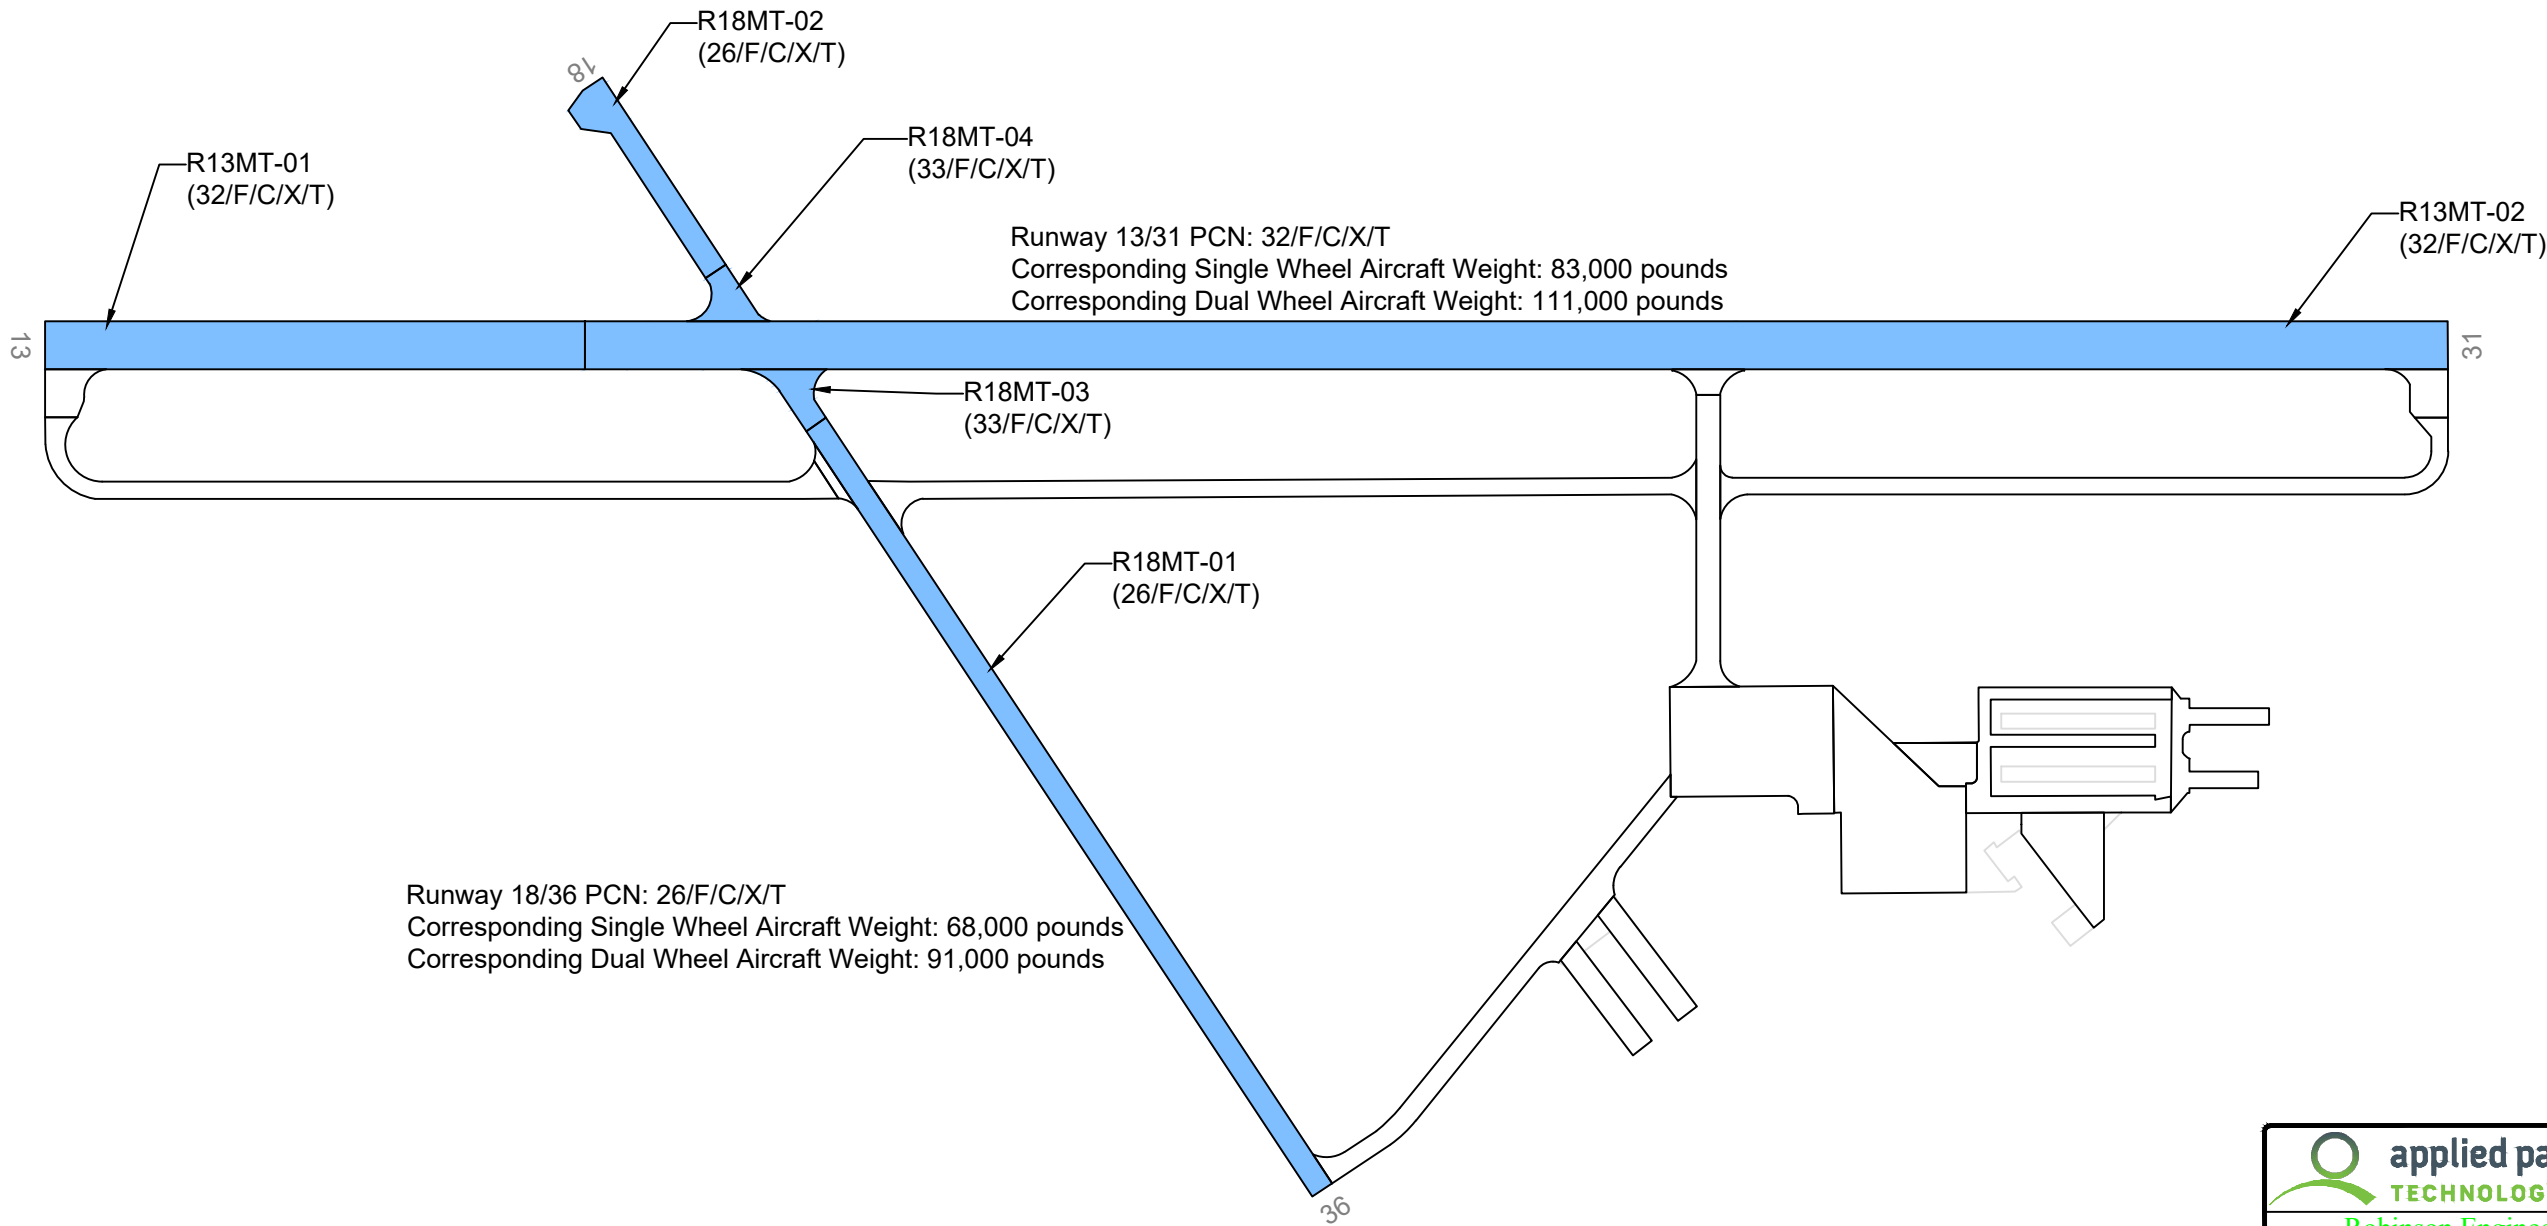 R18MT-02
(26/F/C/X/T)
18
R18MT-04
(33/F/C/X/T)
R13MT-01
(32/F/C/X/T)
R13MT-02
(32/F/C/X/T)
Runway 13/31 PCN: 32/F/C/X/T
Corresponding Single Wheel Aircraft Weight: 83,000 pounds
Corresponding Dual Wheel Aircraft Weight: 111,000 pounds
13
31
R18MT-03
(33/F/C/X/T)
R18MT-01
(26/F/C/X/T)
Runway 18/36 PCN: 26/F/C/X/T
Corresponding Single Wheel Aircraft Weight: 68,000 pounds
Corresponding Dual Wheel Aircraft Weight: 91,000 pounds
36
applied pa
TECHNOLOG